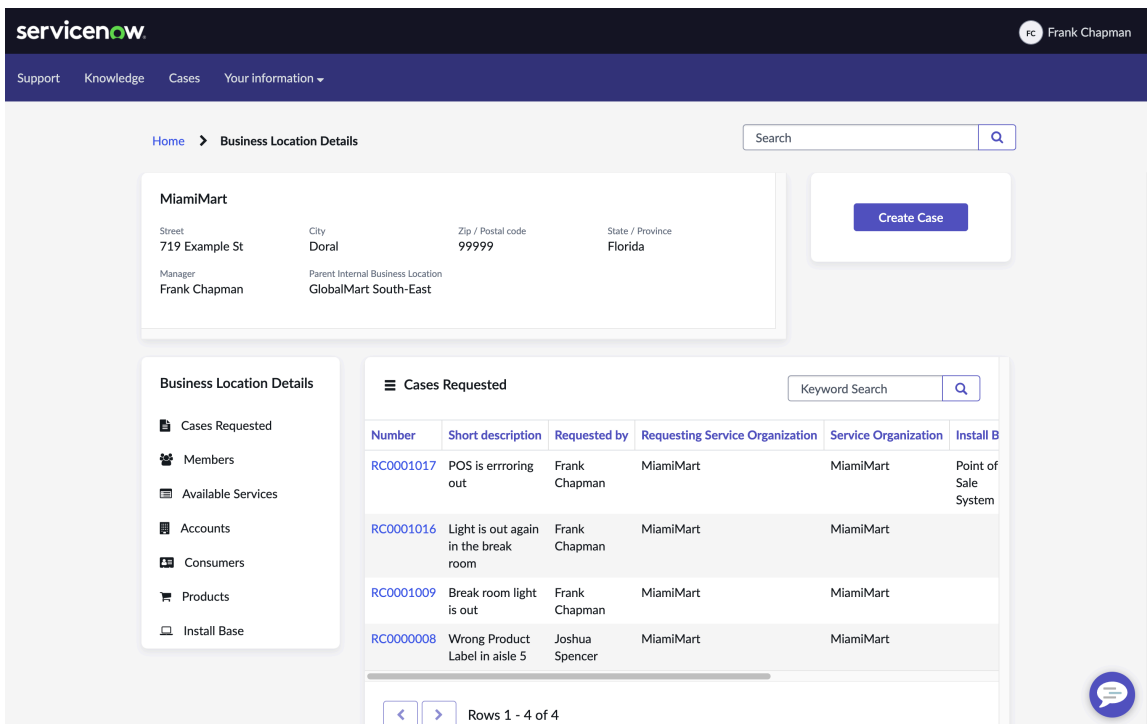 servicenow
FC Frank Chapman
Support Knowledge Cases Your information
Home Business Location Details
Search
MiamiMart
Street City Zip / Postal code State / Province
719 Example St Doral 99999 Florida
Manager Parent Internal Business Location
Frank Chapman GlobalMart South-East
Create Case
Business Location Details
Cases Requested
Members
Available Services
Accounts
Consumers
Products
Install Base
Cases Requested
Keyword Search
Number Short description Requested by Requesting Service Organization Service Organization Install B
RC0001017 POS is errroring Frank MiamiMart MiamiMart Point of
out Chapman Sale
System
RC0001016 Light is out again Frank MiamiMart MiamiMart
in the break Chapman
room
RC0001009 Break room light Frank MiamiMart MiamiMart
is out Chapman
RC0000008 Wrong Product Joshua MiamiMart MiamiMart
Label in aisle 5 Spencer
Rows 1 - 4 of 4